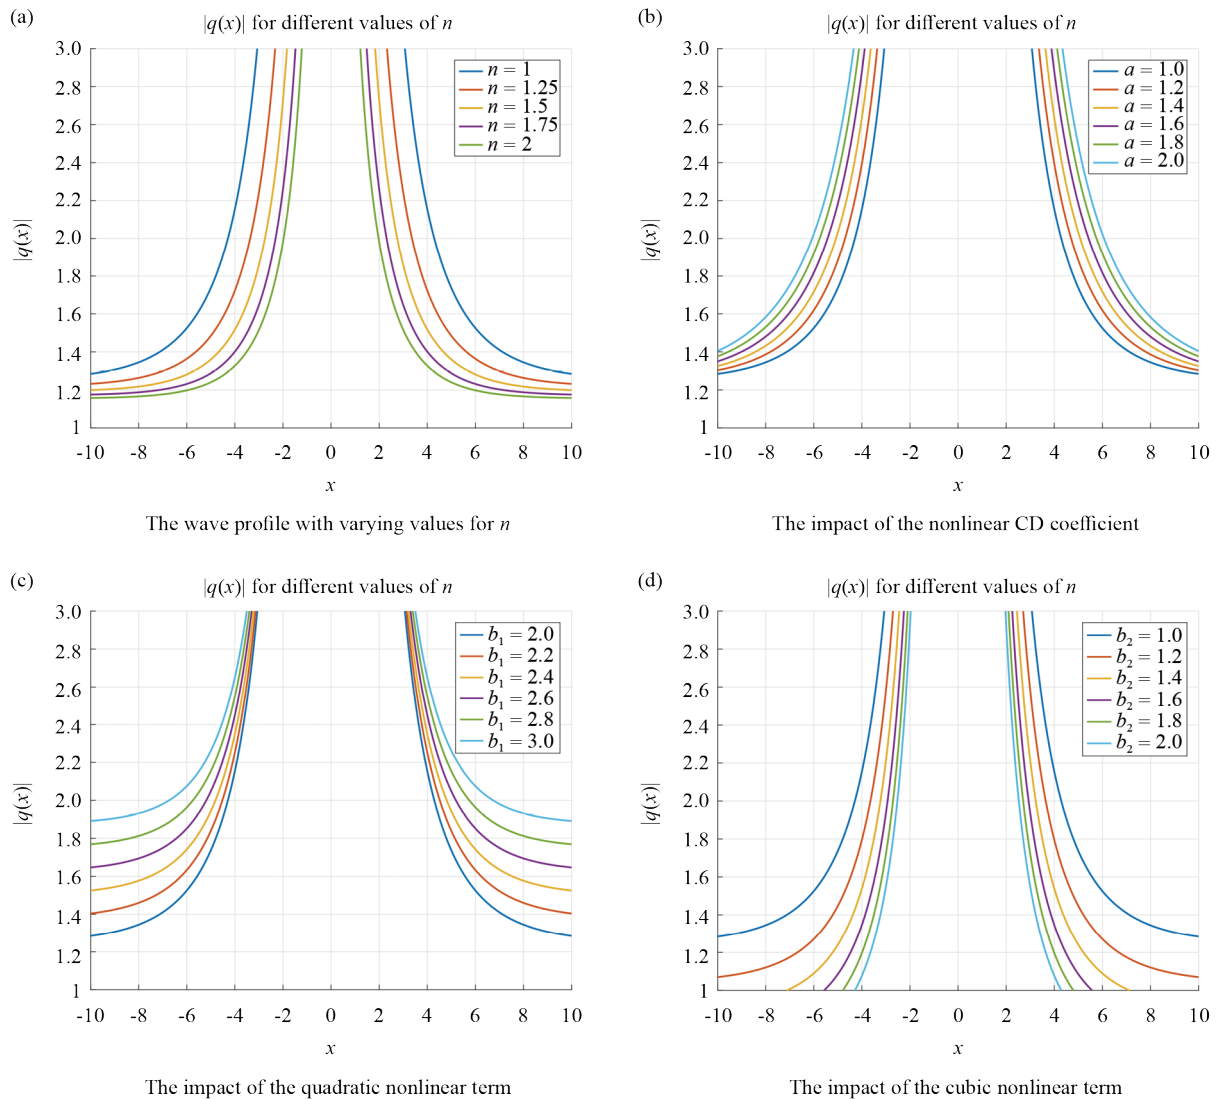 (a)
|q(x)| for different values of n
3.0
2.8
2.6
2.4
2.2
2.0
1.8
1.6
1.4
1.2
1
|q(x)|
n = 1
n = 1.25
n = 1.5
n = 1.75
n = 2
-10 -8 -6 -4 -2 0 2 4 6 8 10
x
The wave profile with varying values for n
(b)
|q(x)| for different values of n
3.0
2.8
2.6
2.4
2.2
2.0
1.8
1.6
1.4
1.2
1
|q(x)|
a = 1.0
a = 1.2
a = 1.4
a = 1.6
a = 1.8
a = 2.0
-10 -8 -6 -4 -2 0 2 4 6 8 10
x
The impact of the nonlinear CD coefficient
(c)
|q(x)| for different values of n
3.0
2.8
2.6
2.4
2.2
2.0
1.8
1.6
1.4
1.2
1
|q(x)|
b₁ = 2.0
b₁ = 2.2
b₁ = 2.4
b₁ = 2.6
b₁ = 2.8
b₁ = 3.0
-10 -8 -6 -4 -2 0 2 4 6 8 10
x
The impact of the quadratic nonlinear term
(d)
|q(x)| for different values of n
3.0
2.8
2.6
2.4
2.2
2.0
1.8
1.6
1.4
1.2
1
|q(x)|
b₂ = 1.0
b₂ = 1.2
b₂ = 1.4
b₂ = 1.6
b₂ = 1.8
b₂ = 2.0
-10 -8 -6 -4 -2 0 2 4 6 8 10
x
The impact of the cubic nonlinear term